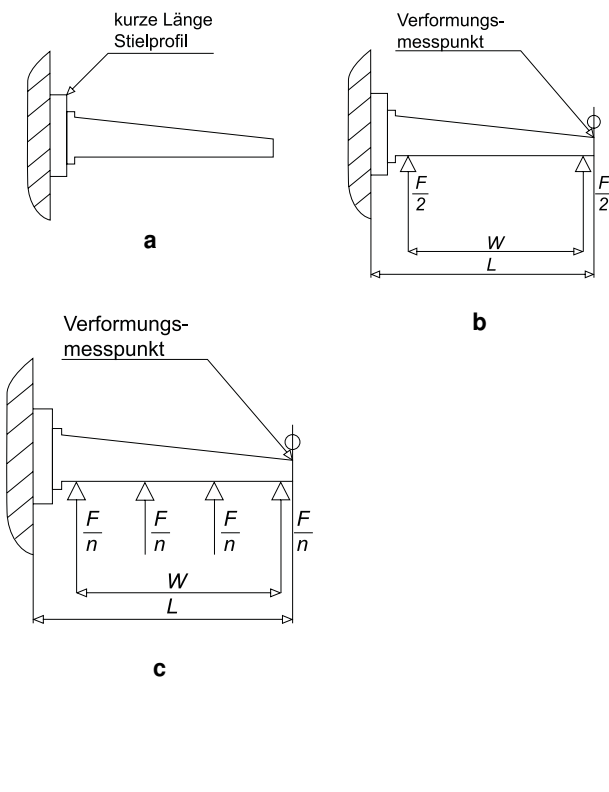 kurze Länge
Stielprofil
a
Verformungs-
messpunkt
F
2
F
2
W
L
b
Verformungs-
messpunkt
F
n
F
n
F
n
F
n
W
L
c